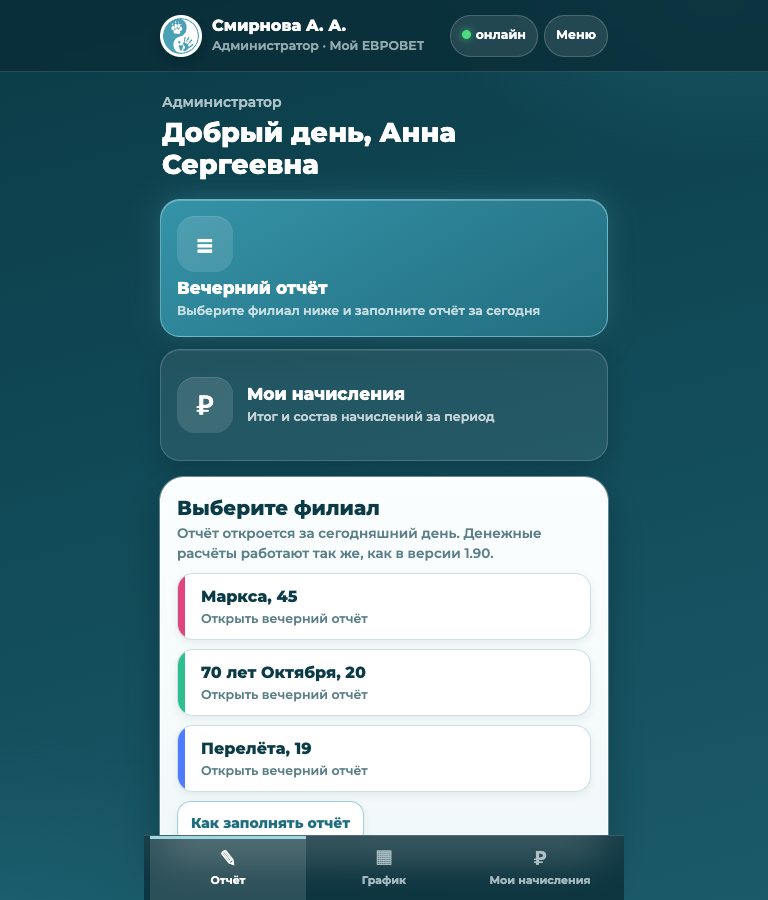 Смирнова А. А.
Администратор · Мой ЕВРОВЕТ
онлайн
Меню
Администратор
Добрый день, Анна
Сергеевна
≡
Вечерний отчёт
Выберите филиал ниже и заполните отчёт за сегодня
₽
Мои начисления
Итог и состав начислений за период
Выберите филиал
Отчёт откроется за сегодняшний день. Денежные
расчёты работают так же, как в версии 1.90.
Маркса, 45
Открыть вечерний отчёт
70 лет Октября, 20
Открыть вечерний отчёт
Перелёта, 19
Открыть вечерний отчёт
Как заполнять отчёт
✎
Отчёт
▦
График
₽
Мои начисления